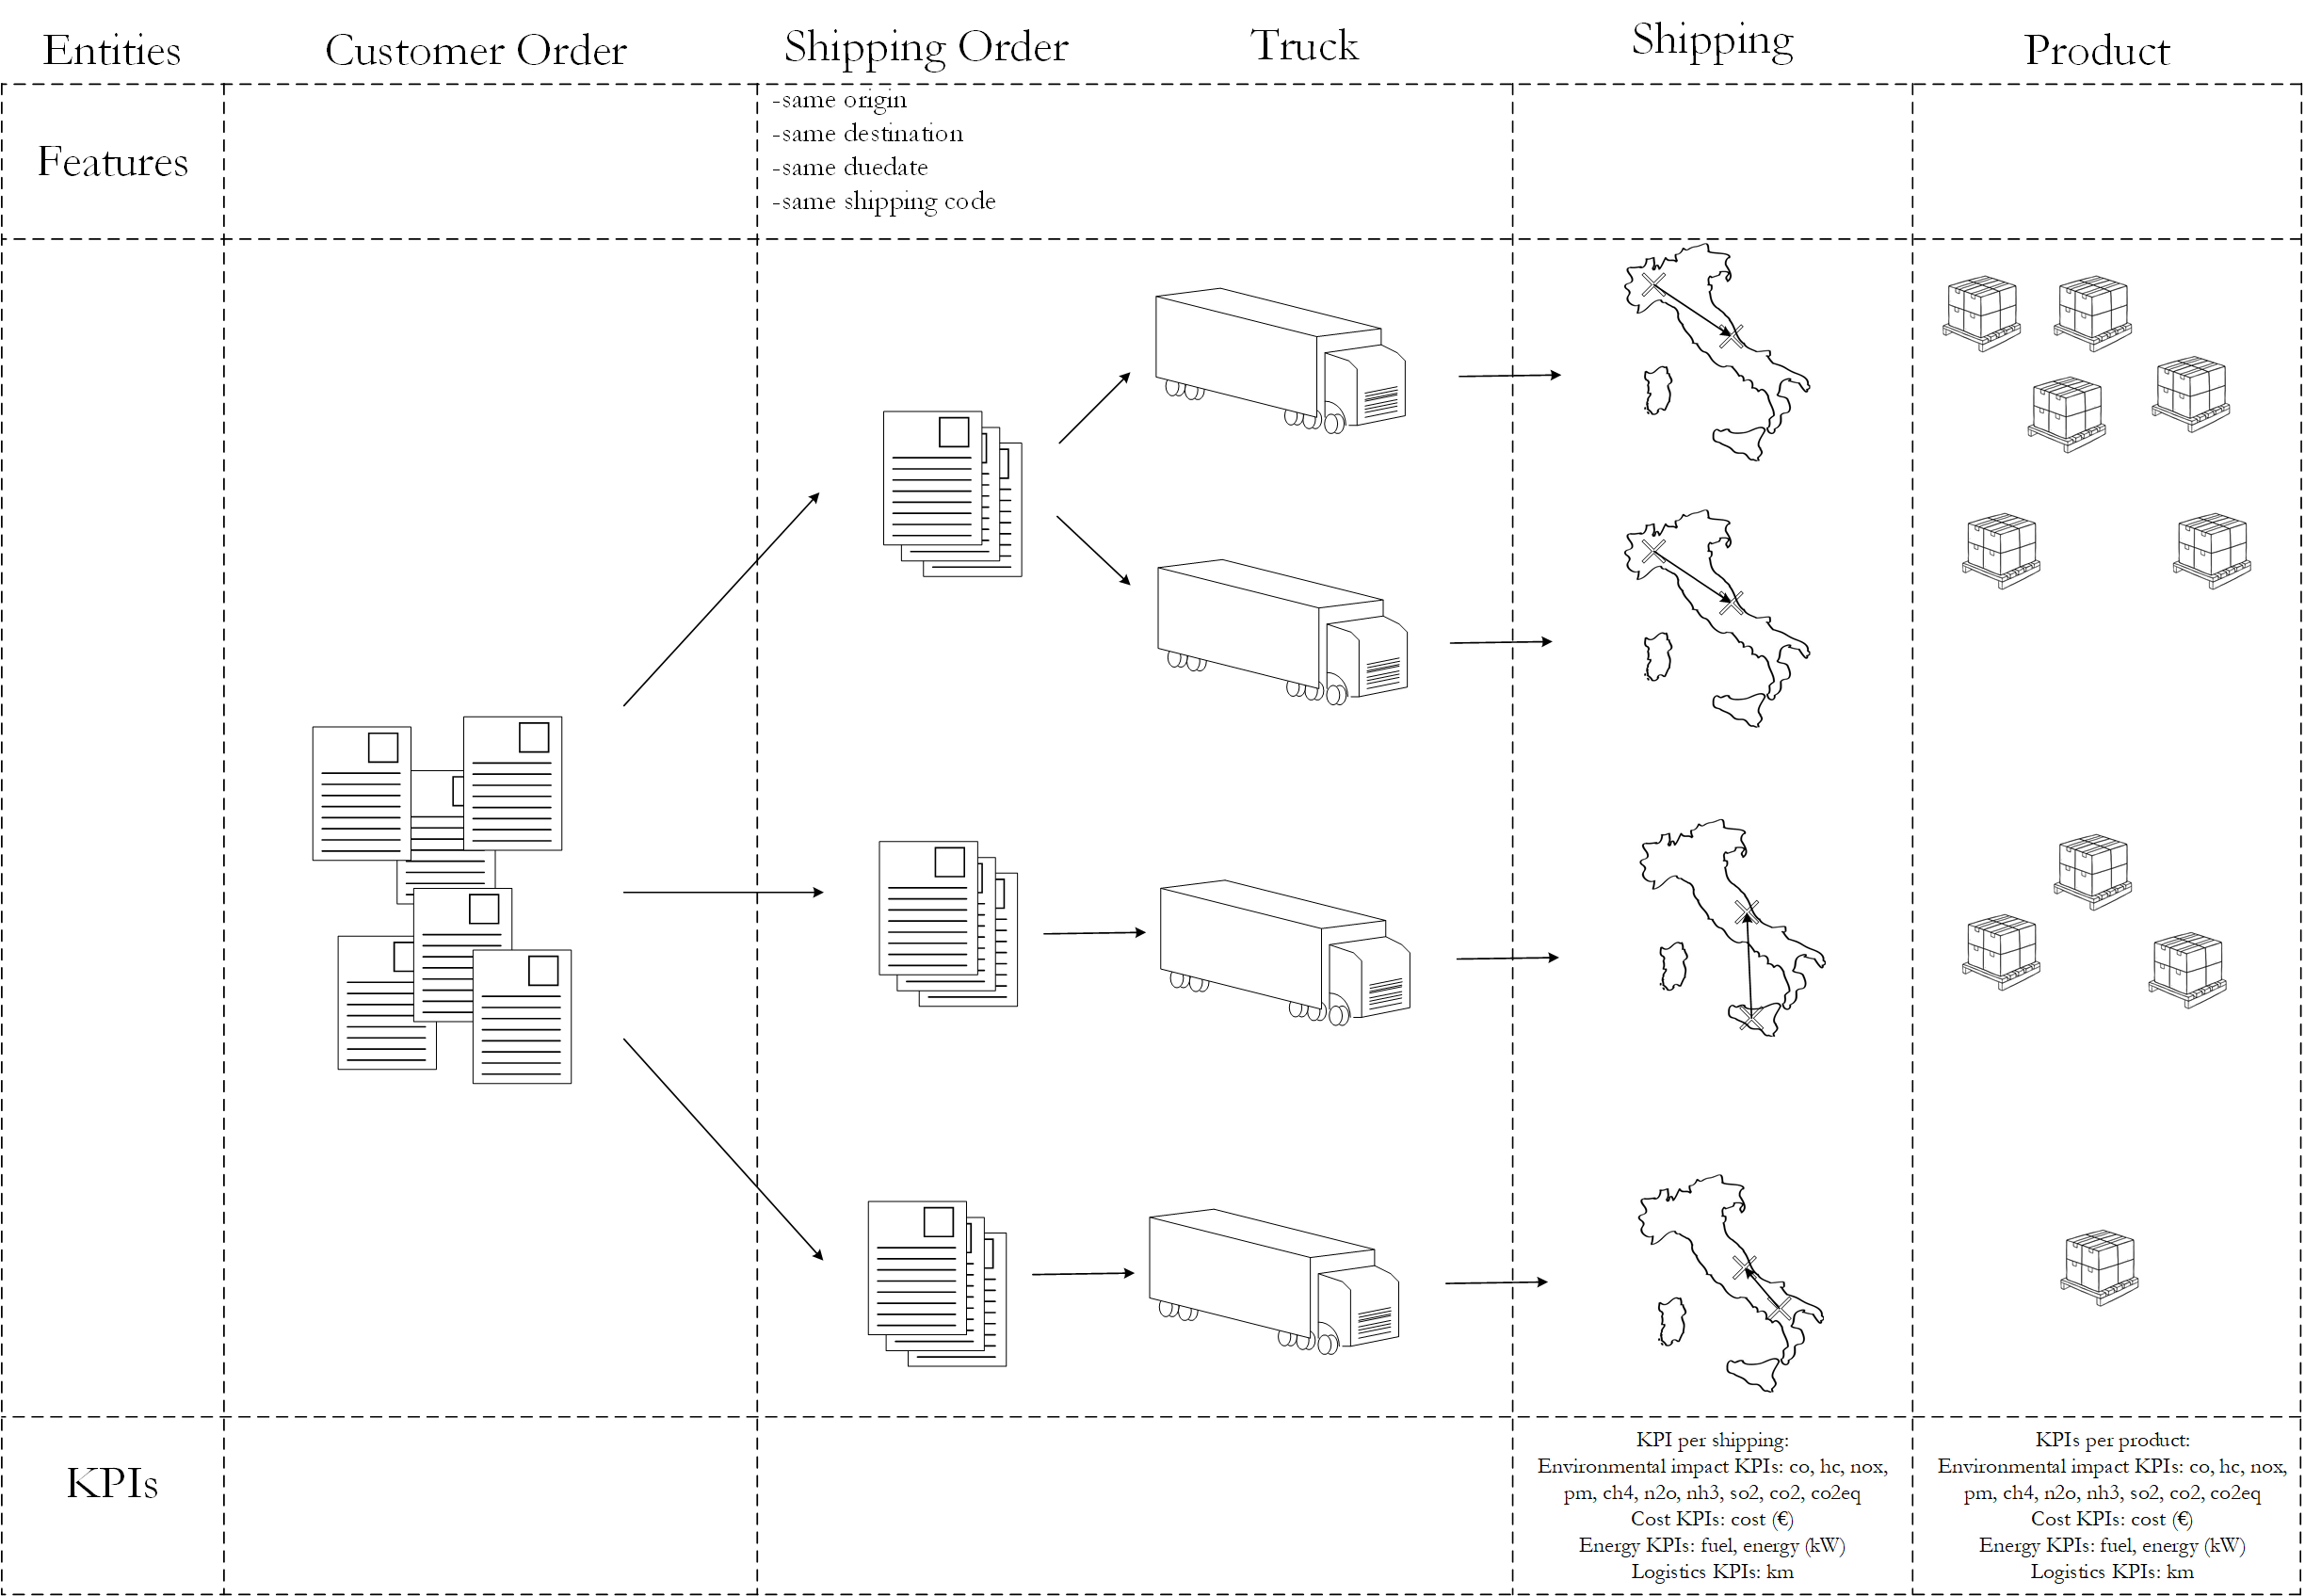 Entities
Customer Order
Shipping Order
Truck
Shipping
Product
Features
-same origin
-same destination
-same duedate
-same shipping code
KPIs
KPI per shipping:
Environmental impact KPIs: co, hc, nox,
pm, ch4, n2o, nh3, so2, co2, co2eq
Cost KPIs: cost (€)
Energy KPIs: fuel, energy (kW)
Logistics KPIs: km
KPIs per product:
Environmental impact KPIs: co, hc, nox,
pm, ch4, n2o, nh3, so2, co2, co2eq
Cost KPIs: cost (€)
Energy KPIs: fuel, energy (kW)
Logistics KPIs: km